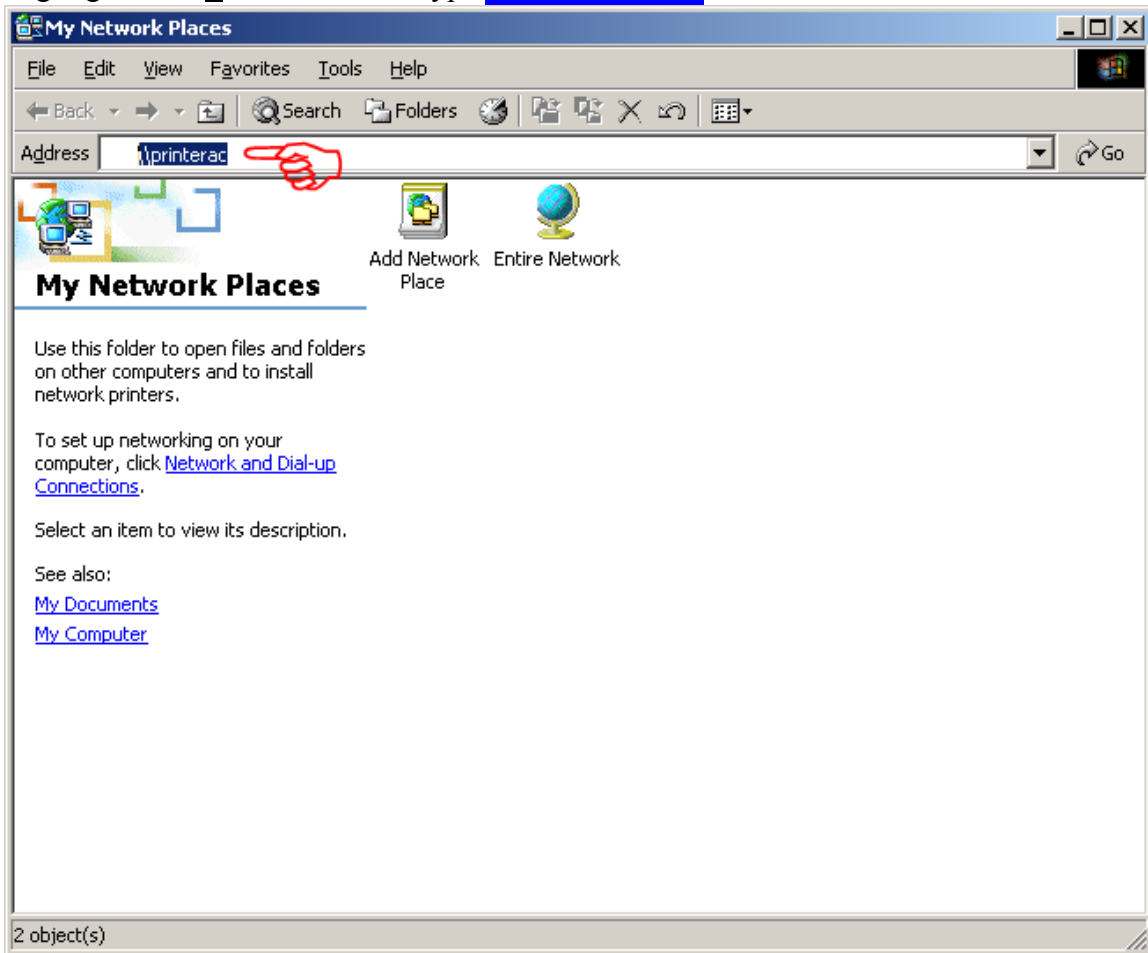 My Network Places
File Edit View Favorites Tools Help
Back Search Folders
Address \\printerac Go
Add Network Place
Entire Network
My Network Places
Use this folder to open files and folders
on other computers and to install
network printers.
To set up networking on your
computer, click Network and Dial-up
Connections.
Select an item to view its description.
See also:
My Documents
My Computer
2 object(s)